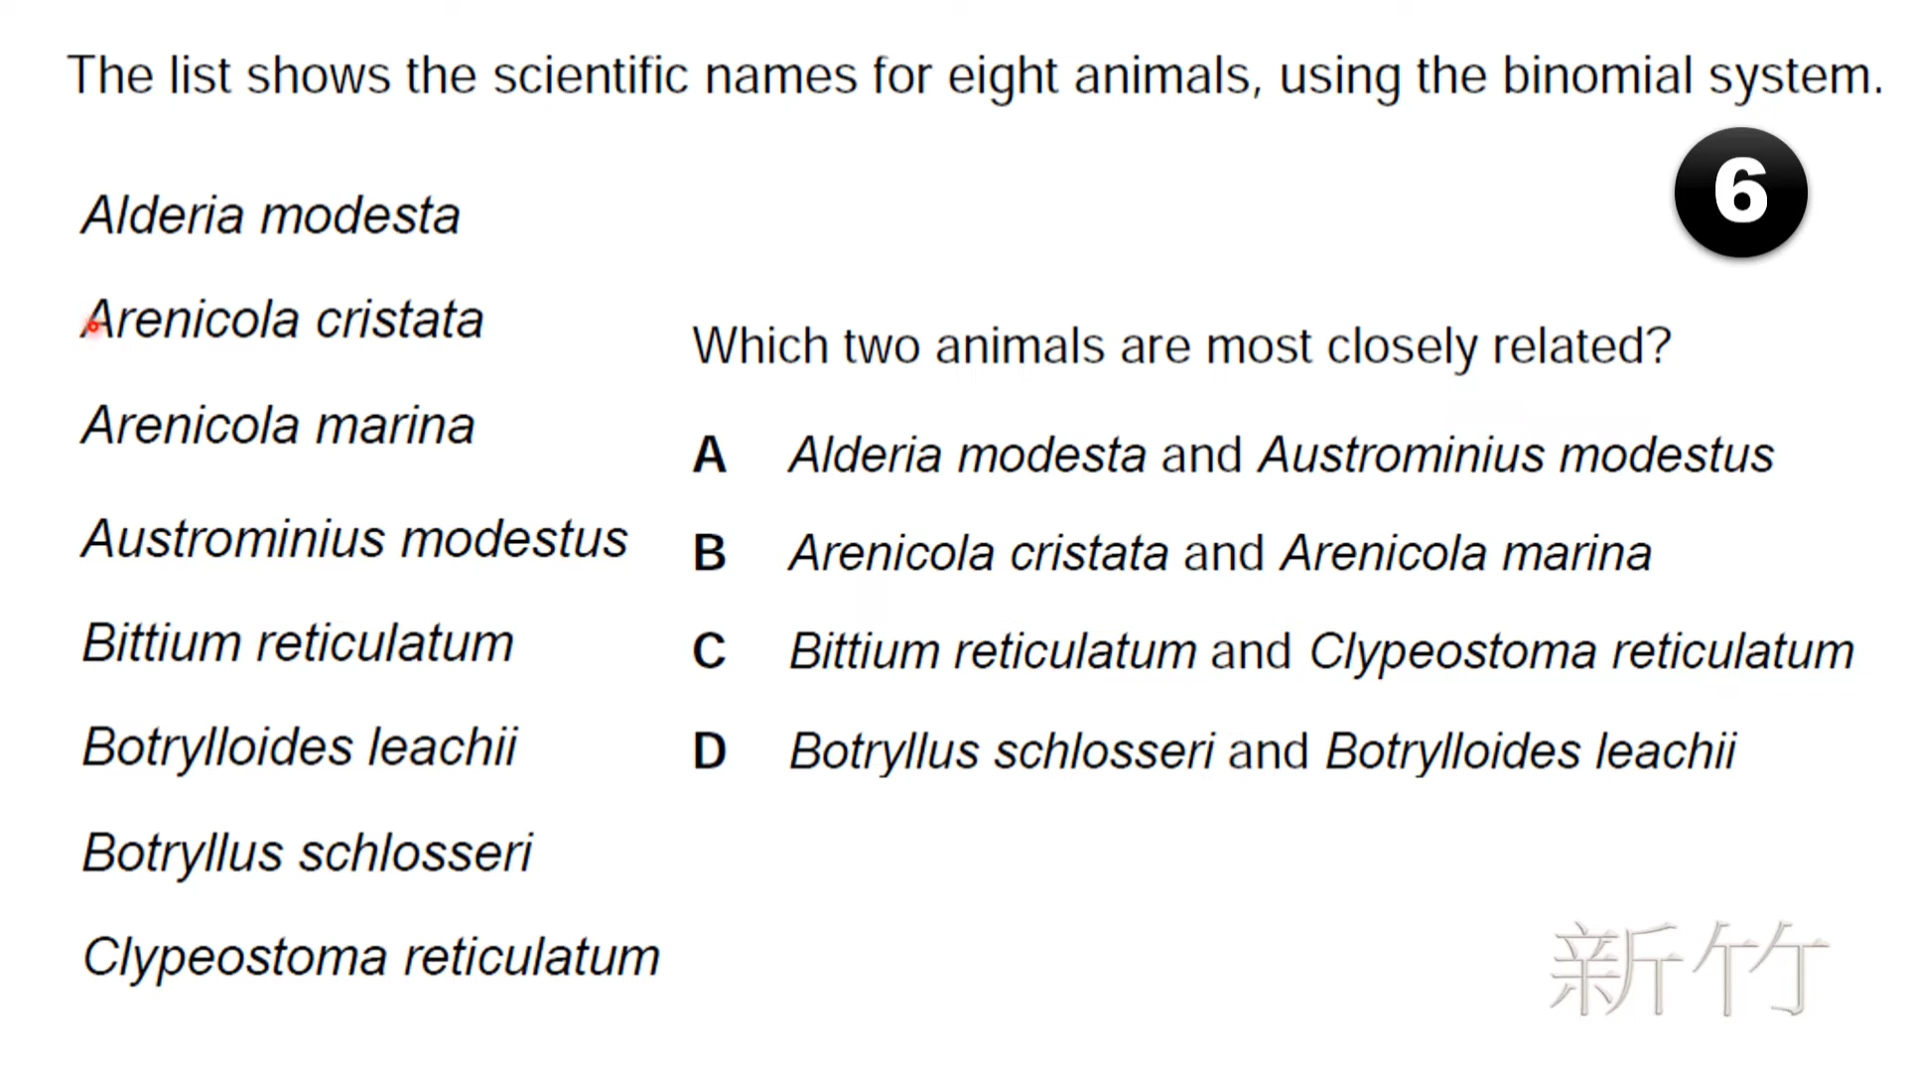 The list shows the scientific names for eight animals, using the binomial system.
6
Alderia modesta
Arenicola cristata
Arenicola marina
Austrominius modestus
Bittium reticulatum
Botrylloides leachii
Botryllus schlosseri
Clypeostoma reticulatum
Which two animals are most closely related?
A Alderia modesta and Austrominius modestus
B Arenicola cristata and Arenicola marina
C Bittium reticulatum and Clypeostoma reticulatum
D Botryllus schlosseri and Botrylloides leachii
新竹